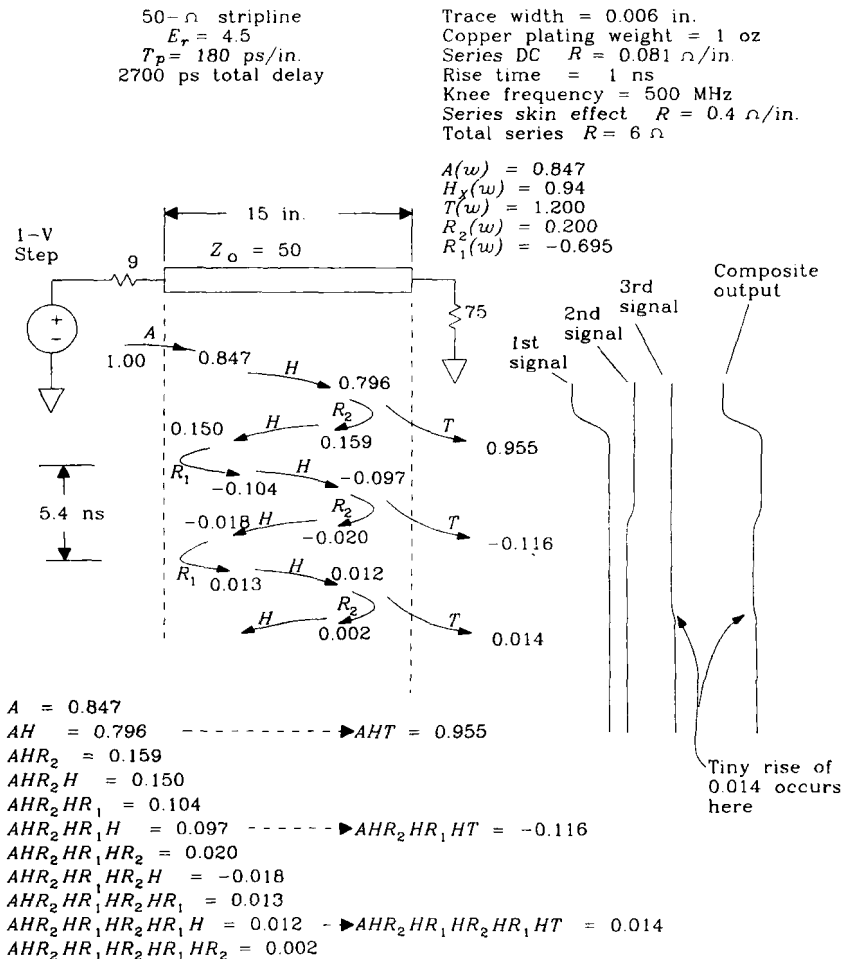 50-Ω stripline
E_r = 4.5
T_p = 180 ps/in.
2700 ps total delay
Trace width = 0.006 in.
Copper plating weight = 1 oz
Series DC R = 0.081 Ω/in.
Rise time = 1 ns
Knee frequency = 500 MHz
Series skin effect R = 0.4 Ω/in.
Total series R = 6 Ω
A(w) = 0.847
H_X(w) = 0.94
T(w) = 1.200
R_2(w) = 0.200
R_1(w) = -0.695
15 in.
1-V
Step
9
Z_o = 50
75
+
-
1st
signal
2nd
signal
3rd
signal
Composite
output
A
1.00
0.847
H
0.796
R_2
H
0.150
0.159
T
0.955
R_1
H
-0.104
-0.097
5.4 ns
R_2
-0.018
H
-0.020
T
-0.116
R_1
0.013
H
0.012
R_2
H
0.002
T
0.014
Tiny rise of
0.014 occurs
here
A = 0.847
AH = 0.796 AHT = 0.955
AHR_2 = 0.159
AHR_2H = 0.150
AHR_2HR_1 = 0.104
AHR_2HR_1H = 0.097 AHR_2HR_1HT = -0.116
AHR_2HR_1HR_2 = 0.020
AHR_2HR_1HR_2H = -0.018
AHR_2HR_1HR_2HR_1 = 0.013
AHR_2HR_1HR_2HR_1H = 0.012 AHR_2HR_1HR_2HR_1HT = 0.014
AHR_2HR_1HR_2HR_1HR_2 = 0.002